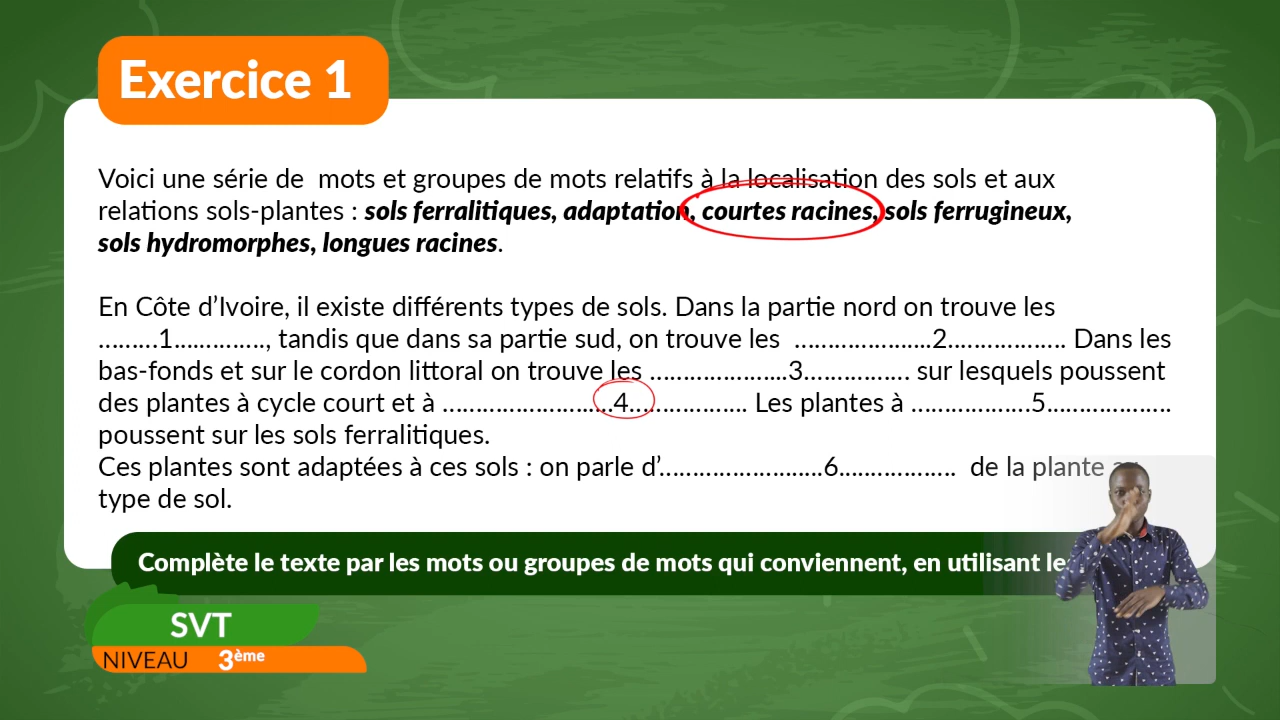 Exercice 1
Voici une série de mots et groupes de mots relatifs à la localisation des sols et aux
relations sols-plantes : sols ferralitiques, adaptation, courtes racines, sols ferrugineux,
sols hydromorphes, longues racines.
En Côte d’Ivoire, il existe différents types de sols. Dans la partie nord on trouve les
………1…………., tandis que dans sa partie sud, on trouve les …………………2……………… Dans les
bas-fonds et sur le cordon littoral on trouve les …………………3…………… sur lesquels poussent
des plantes à cycle court et à …………………….…4……………… Les plantes à ………………5………………
poussent sur les sols ferralitiques.
Ces plantes sont adaptées à ces sols : on parle d’…………………….6……………… de la plante au
type de sol.
Complète le texte par les mots ou groupes de mots qui conviennent, en utilisant
SVT
NIVEAU 3ème